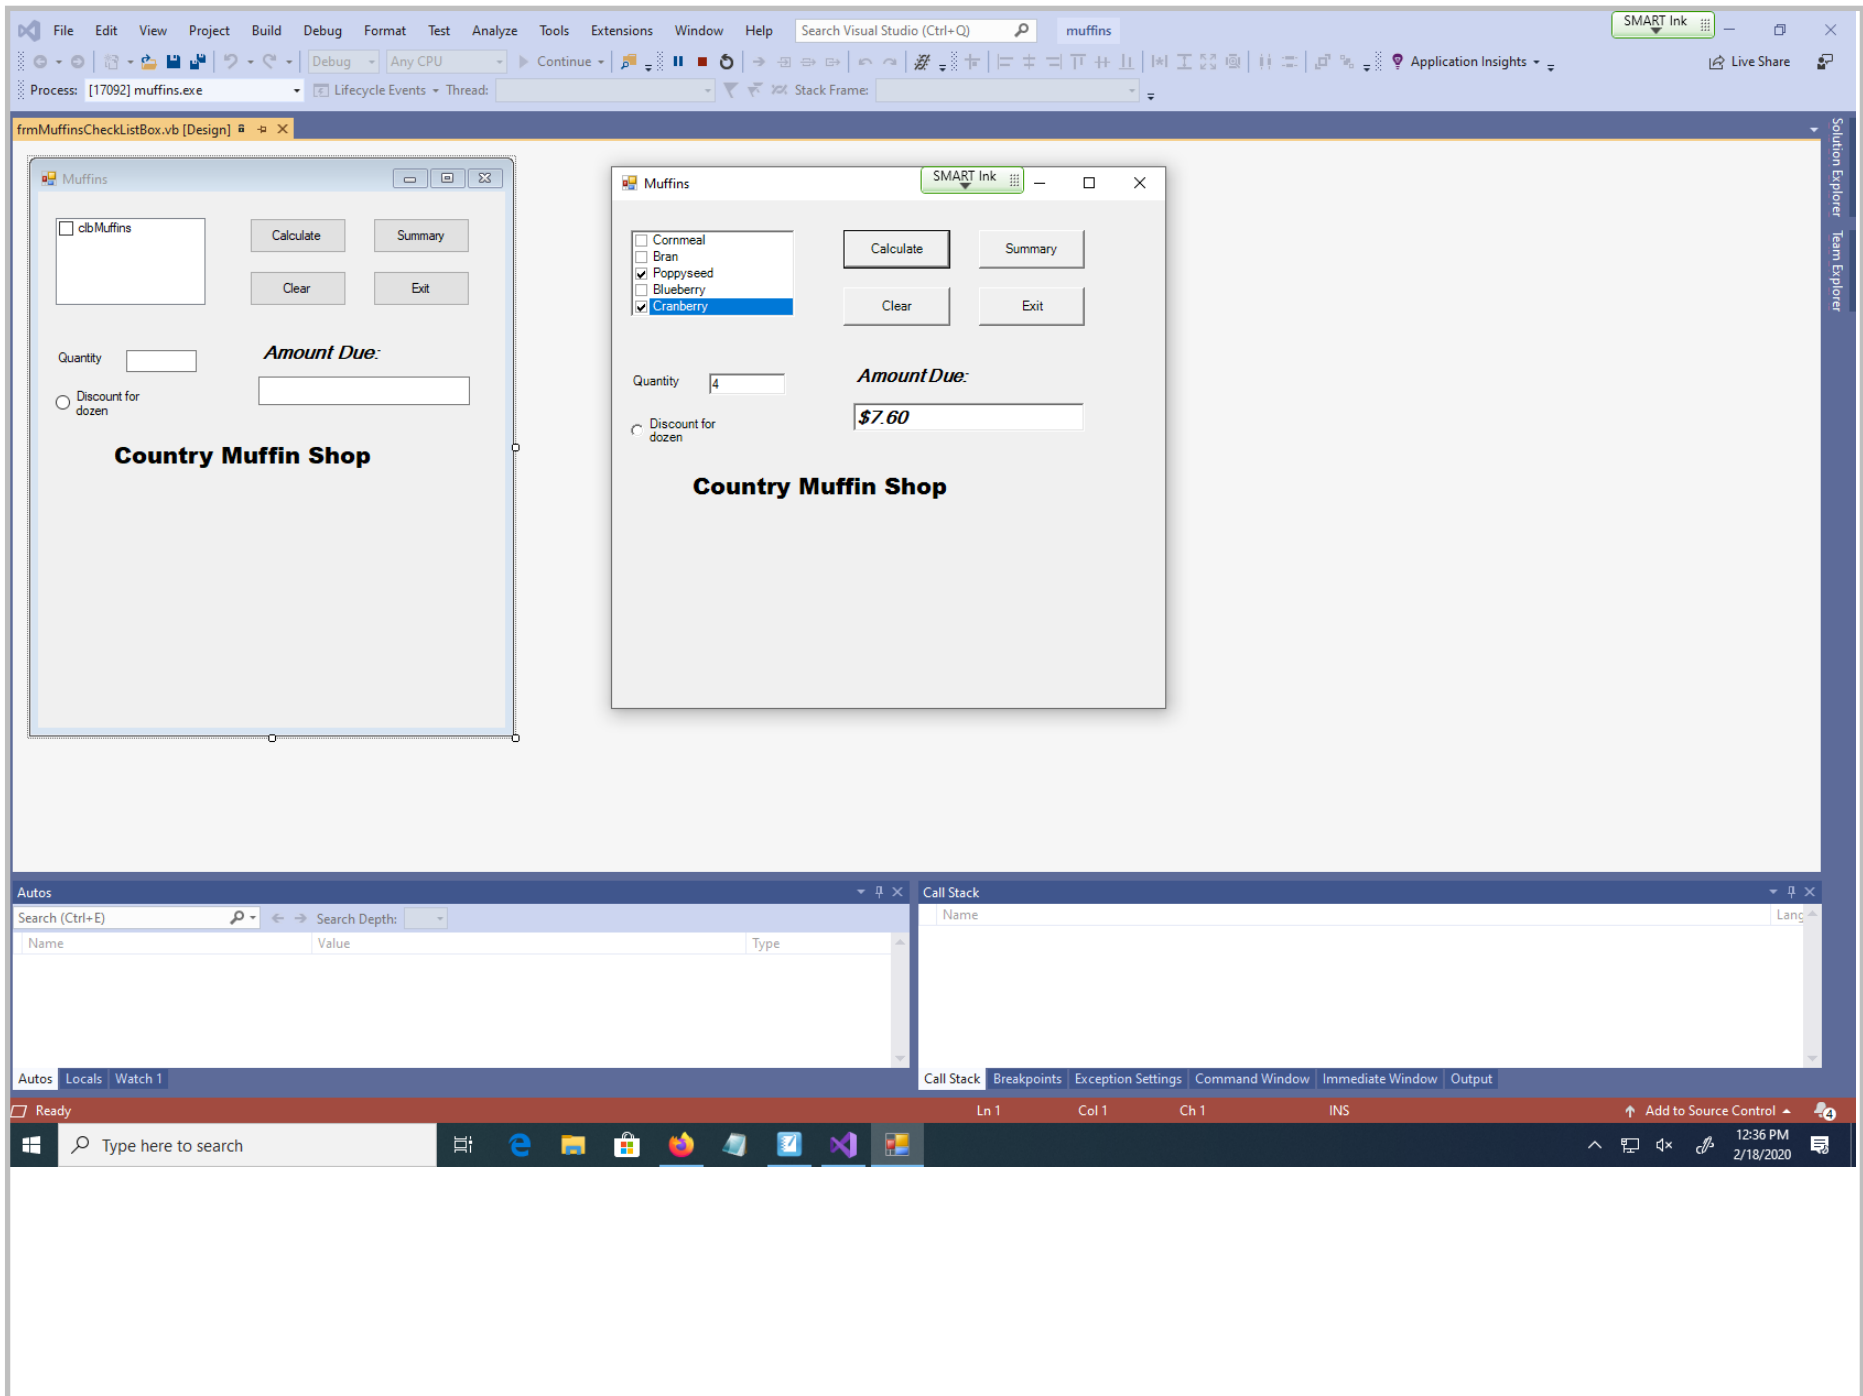 File Edit View Project Build Debug Format Test Analyze Tools Extensions Window Help Search Visual Studio (Ctrl+Q) muffins SMART Ink
Debug Any CPU Continue Application Insights Live Share
Process: [17092] muffins.exe Lifecycle Events Thread: Stack Frame:
frmMuffinsCheckListBox.vb [Design]
Solution Explorer
Team Explorer
Muffins
clbMuffins
Calculate Summary
Clear Exit
Quantity
Amount Due:
Discount for
dozen
Country Muffin Shop
Muffins SMART Ink
Cornmeal
Bran
Poppyseed
Blueberry
Cranberry
Calculate Summary
Clear Exit
Quantity 4
Amount Due:
$7.60
Discount for
dozen
Country Muffin Shop
Autos
Search (Ctrl+E) Search Depth:
Name Value Type
Autos Locals Watch 1
Call Stack
Name Lang
Call Stack Breakpoints Exception Settings Command Window Immediate Window Output
Ready Ln 1 Col 1 Ch 1 INS Add to Source Control 4
Type here to search
12:36 PM
2/18/2020